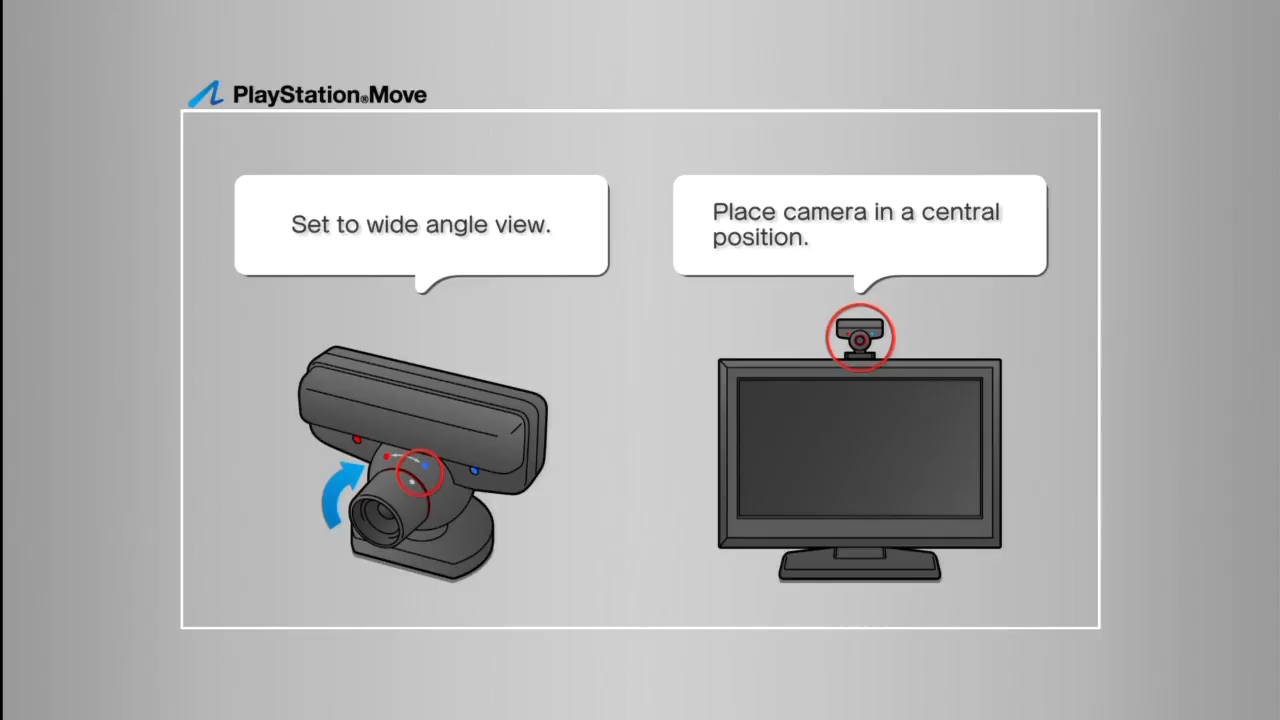 PlayStation®Move
Set to wide angle view.
Place camera in a central
position.